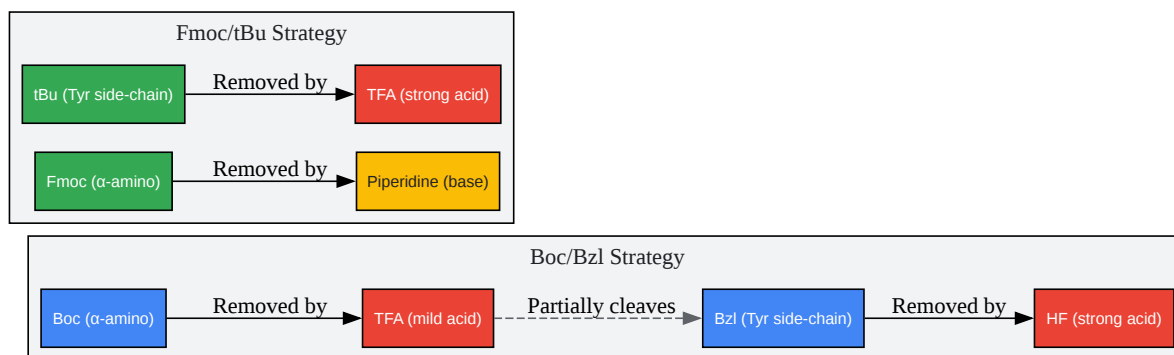 Fmoc/tBu Strategy
tBu (Tyr side-chain)
Removed by
TFA (strong acid)
Fmoc (α-amino)
Removed by
Piperidine (base)
Boc/Bzl Strategy
Boc (α-amino)
Removed by
TFA (mild acid)
Partially cleaves
Bzl (Tyr side-chain)
Removed by
HF (strong acid)